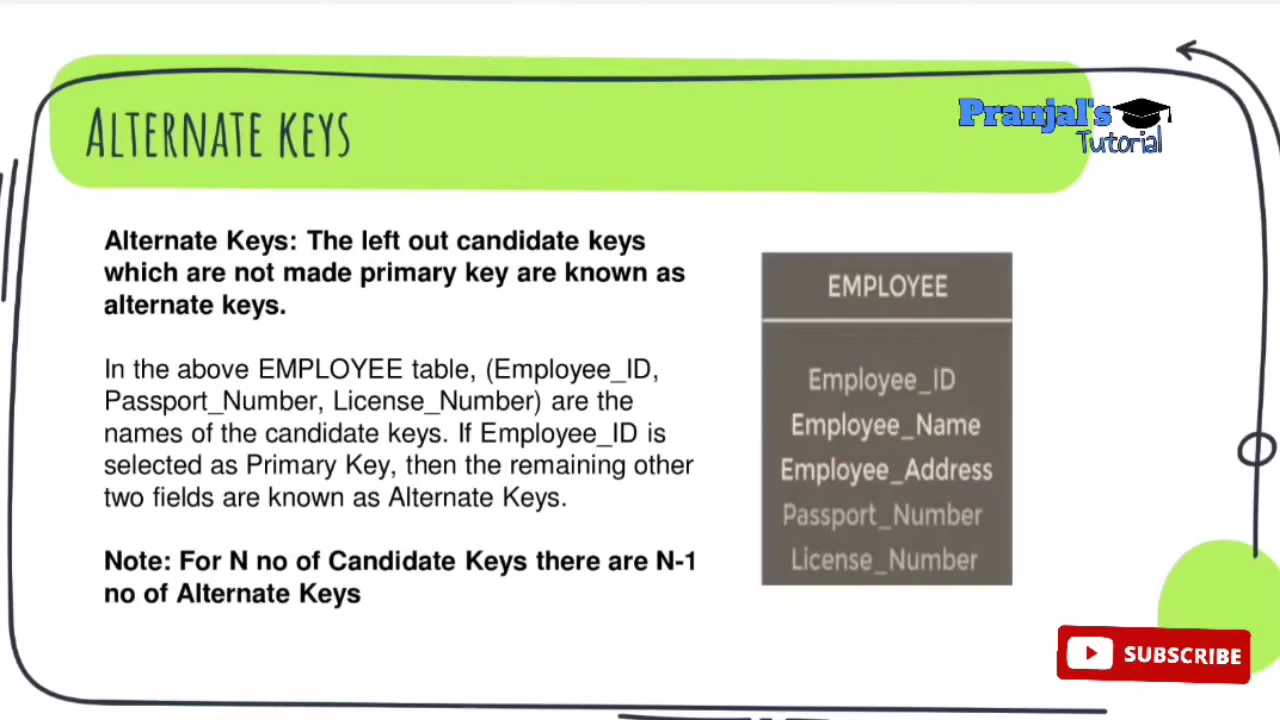 ALTERNATE KEYS
Pranjal's
Tutorial
Alternate Keys: The left out candidate keys
which are not made primary key are known as
alternate keys.
In the above EMPLOYEE table, (Employee_ID,
Passport_Number, License_Number) are the
names of the candidate keys. If Employee_ID is
selected as Primary Key, then the remaining other
two fields are known as Alternate Keys.
Note: For N no of Candidate Keys there are N-1
no of Alternate Keys
EMPLOYEE
Employee_ID
Employee_Name
Employee_Address
Passport_Number
License_Number
SUBSCRIBE